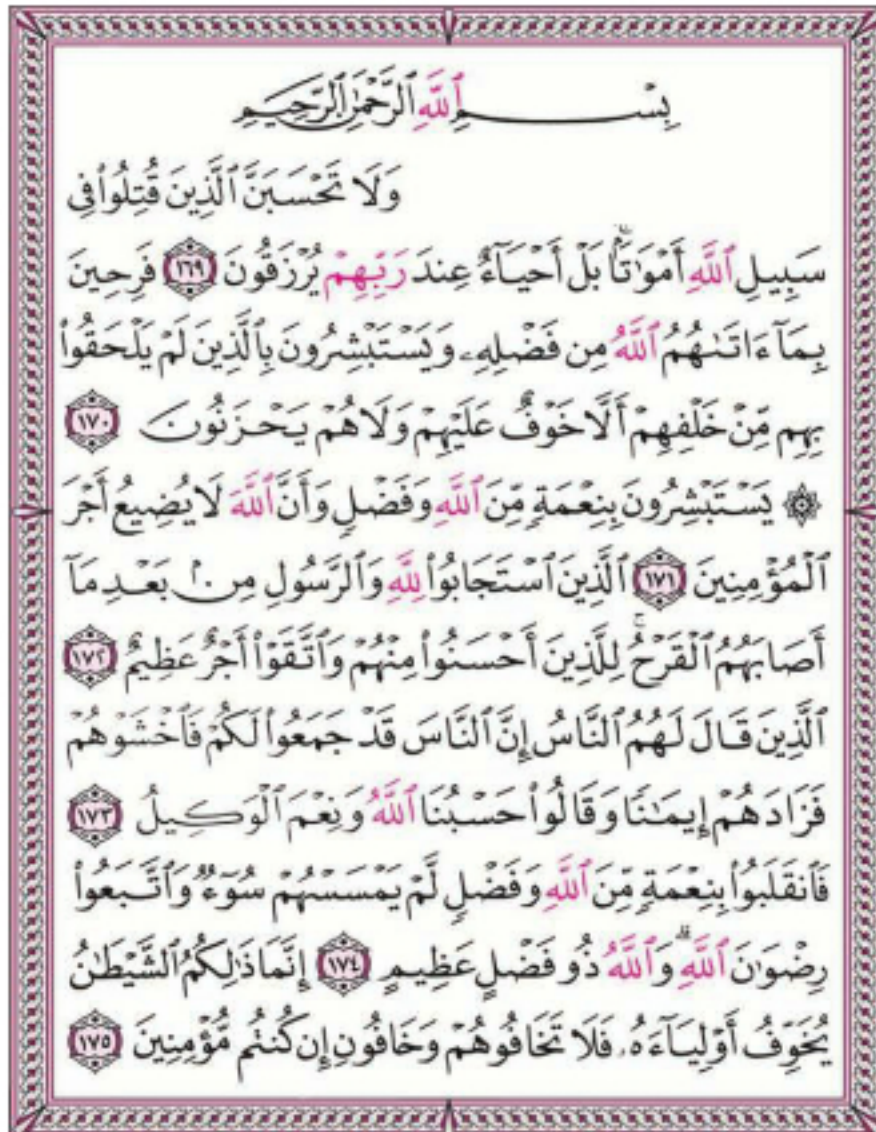 بِسْمِ ٱللَّهِ ٱلرَّحْمَٰنِ ٱلرَّحِيمِ
وَلَا تَحْسَبَنَّ ٱلَّذِينَ قُتِلُوا۟ فِى
سَبِيلِ ٱللَّهِ أَمْوَٰتًۢا بَلْ أَحْيَآءٌ عِندَ رَبِّهِمْ يُرْزَقُونَ ١٦٩ فَرِحِينَ
بِمَآ ءَاتَىٰهُمُ ٱللَّهُ مِن فَضْلِهِۦ وَيَسْتَبْشِرُونَ بِٱلَّذِينَ لَمْ يَلْحَقُوا۟
بِهِم مِّنْ خَلْفِهِمْ أَلَّا خَوْفٌ عَلَيْهِمْ وَلَا هُمْ يَحْزَنُونَ ١٧٠
۞ يَسْتَبْشِرُونَ بِنِعْمَةٍ مِّنَ ٱللَّهِ وَفَضْلٍ وَأَنَّ ٱللَّهَ لَا يُضِيعُ أَجْرَ
ٱلْمُؤْمِنِينَ ١٧١ ٱلَّذِينَ ٱسْتَجَابُوا۟ لِلَّهِ وَٱلرَّسُولِ مِنۢ بَعْدِ مَآ
أَصَابَهُمُ ٱلْقَرْحُ ۚ لِلَّذِينَ أَحْسَنُوا۟ مِنْهُمْ وَٱتَّقَوْا۟ أَجْرٌ عَظِيمٌ ١٧٢
ٱلَّذِينَ قَالَ لَهُمُ ٱلنَّاسُ إِنَّ ٱلنَّاسَ قَدْ جَمَعُوا۟ لَكُمْ فَٱخْشَوْهُمْ
فَزَادَهُمْ إِيمَٰنًا وَقَالُوا۟ حَسْبُنَا ٱللَّهُ وَنِعْمَ ٱلْوَكِيلُ ١٧٣
فَٱنقَلَبُوا۟ بِنِعْمَةٍ مِّنَ ٱللَّهِ وَفَضْلٍ لَّمْ يَمْسَسْهُمْ سُوٓءٌ وَٱتَّبَعُوا۟
رِضْوَٰنَ ٱللَّهِ ۗ وَٱللَّهُ ذُو فَضْلٍ عَظِيمٍ ١٧٤ إِنَّمَا ذَٰلِكُمُ ٱلشَّيْطَٰنُ
يُخَوِّفُ أَوْلِيَآءَهُۥ فَلَا تَخَافُوهُمْ وَخَافُونِ إِن كُنتُم مُّؤْمِنِينَ ١٧٥